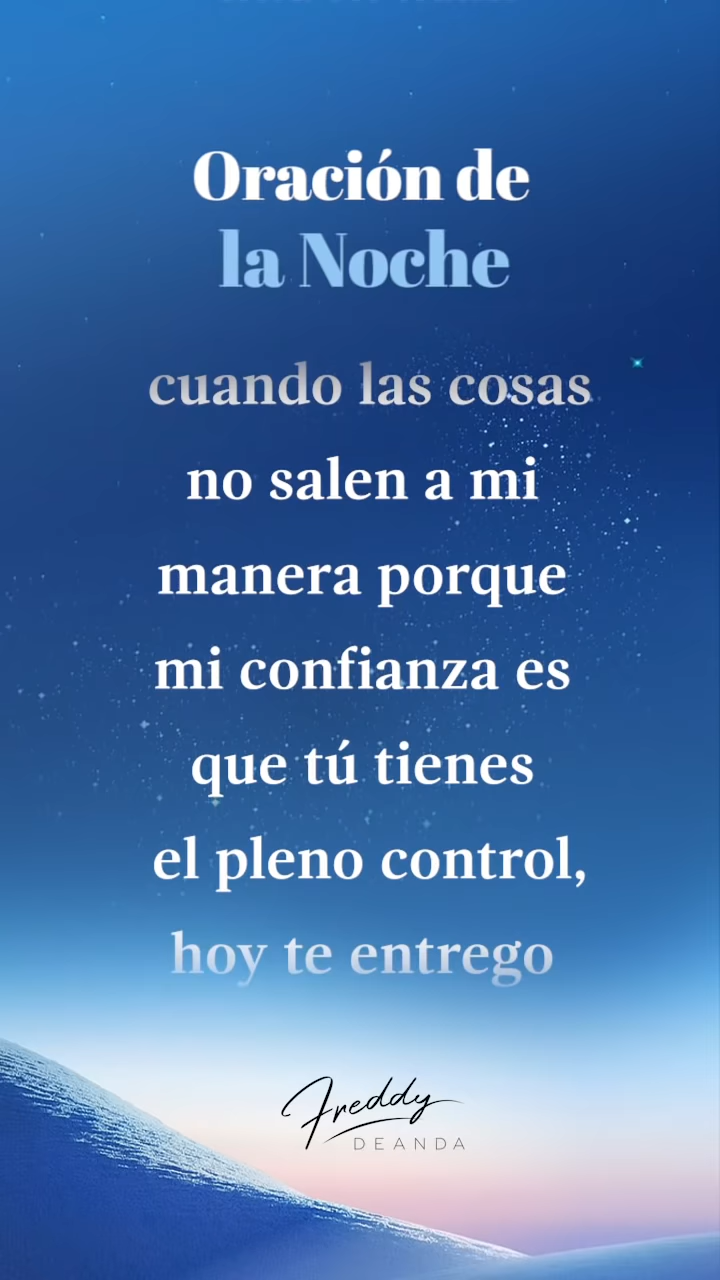 Oración de
la Noche
cuando las cosas
no salen a mi
manera porque
mi confianza es
que tú tienes
el pleno control,
hoy te entrego
Freddy
DEANDA